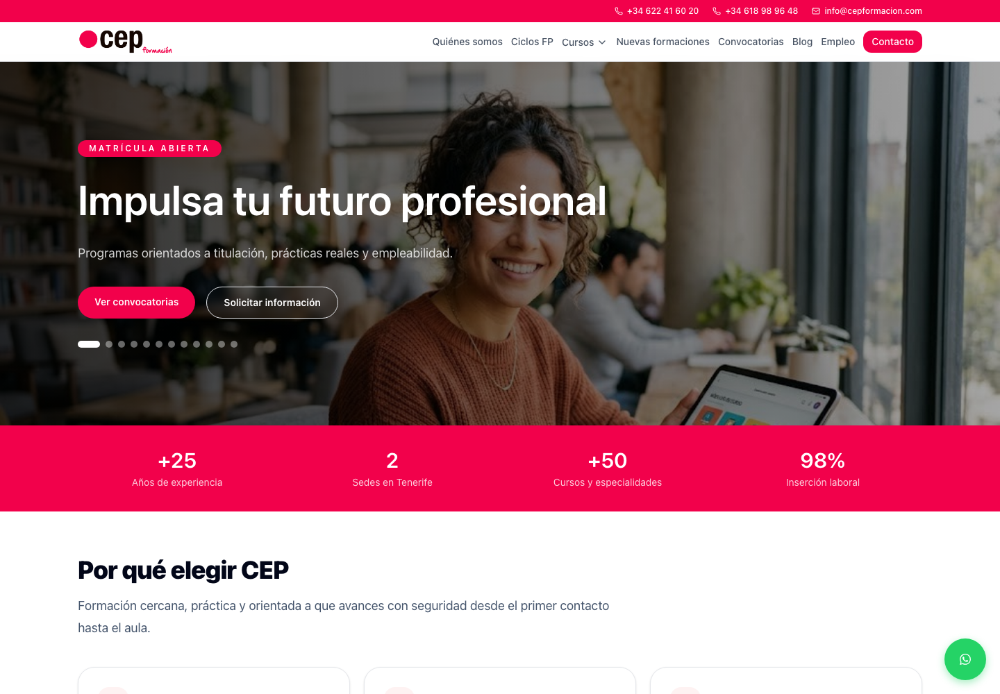 +34 622 41 60 20
+34 618 98 96 48
info@cepformacion.com
cep
formación
Quiénes somos
Ciclos FP
Cursos
Nuevas formaciones
Convocatorias
Blog
Empleo
Contacto
MATRÍCULA ABIERTA
Impulsa tu futuro profesional
Programas orientados a titulación, prácticas reales y empleabilidad.
Ver convocatorias
Solicitar información
+25
Años de experiencia
2
Sedes en Tenerife
+50
Cursos y especialidades
98%
Inserción laboral
Por qué elegir CEP
Formación cercana, práctica y orientada a que avances con seguridad desde el primer contacto
hasta el aula.